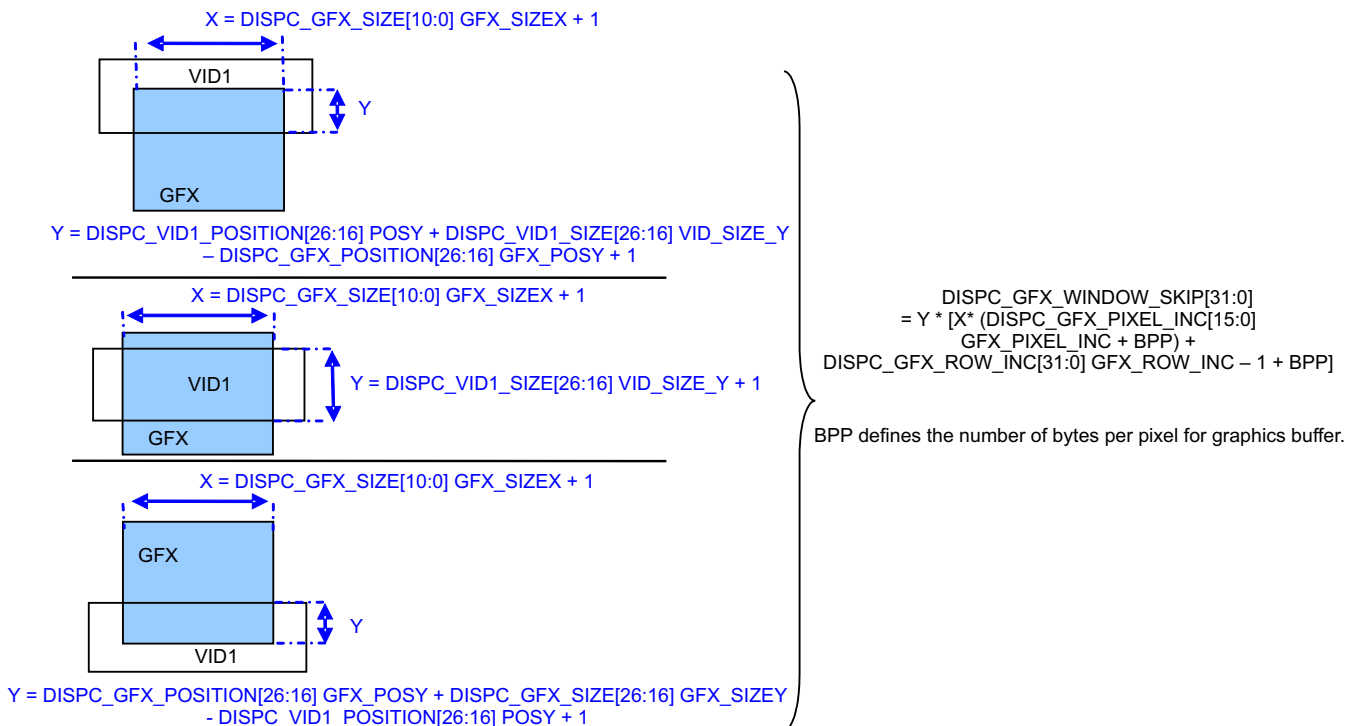 X = DISPC_GFX_SIZE[10:0] GFX_SIZEX + 1
VID1
Y
GFX
Y = DISPC_VID1_POSITION[26:16] POSY + DISPC_VID1_SIZE[26:16] VID_SIZE_Y
– DISPC_GFX_POSITION[26:16] GFX_POSY + 1
X = DISPC_GFX_SIZE[10:0] GFX_SIZEX + 1
VID1
Y = DISPC_VID1_SIZE[26:16] VID_SIZE_Y + 1
GFX
X = DISPC_GFX_SIZE[10:0] GFX_SIZEX + 1
GFX
Y
VID1
Y = DISPC_GFX_POSITION[26:16] GFX_POSY + DISPC_GFX_SIZE[26:16] GFX_SIZEY
- DISPC_VID1_POSITION[26:16] POSY + 1
DISPC_GFX_WINDOW_SKIP[31:0]
= Y * [X* (DISPC_GFX_PIXEL_INC[15:0]
GFX_PIXEL_INC + BPP) +
DISPC_GFX_ROW_INC[31:0] GFX_ROW_INC – 1 + BPP]
BPP defines the number of bytes per pixel for graphics buffer.